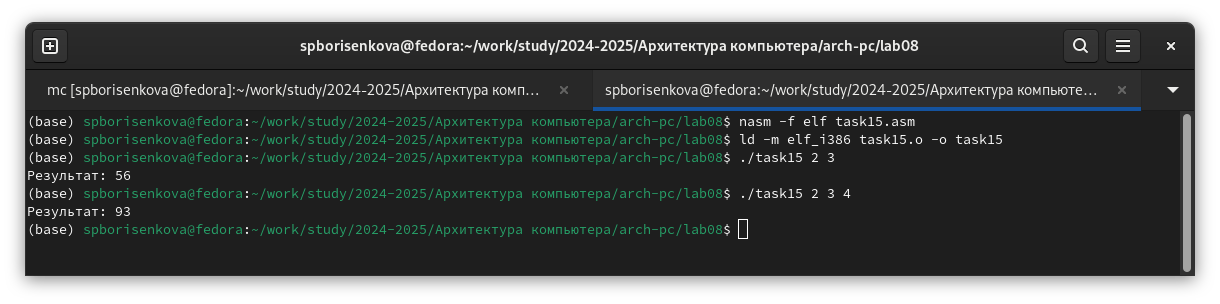 spborisenkova@fedora:~/work/study/2024-2025/Архитектура компьютера/arch-pc/lab08
mc [spborisenkova@fedora]:~/work/study/2024-2025/Архитектура комп...
spborisenkova@fedora:~/work/study/2024-2025/Архитектура компьюте...
(base) spborisenkova@fedora:~/work/study/2024-2025/Архитектура компьютера/arch-pc/lab08$ nasm -f elf task15.asm
(base) spborisenkova@fedora:~/work/study/2024-2025/Архитектура компьютера/arch-pc/lab08$ ld -m elf_i386 task15.o -o task15
(base) spborisenkova@fedora:~/work/study/2024-2025/Архитектура компьютера/arch-pc/lab08$ ./task15 2 3
Результат: 56
(base) spborisenkova@fedora:~/work/study/2024-2025/Архитектура компьютера/arch-pc/lab08$ ./task15 2 3 4
Результат: 93
(base) spborisenkova@fedora:~/work/study/2024-2025/Архитектура компьютера/arch-pc/lab08$